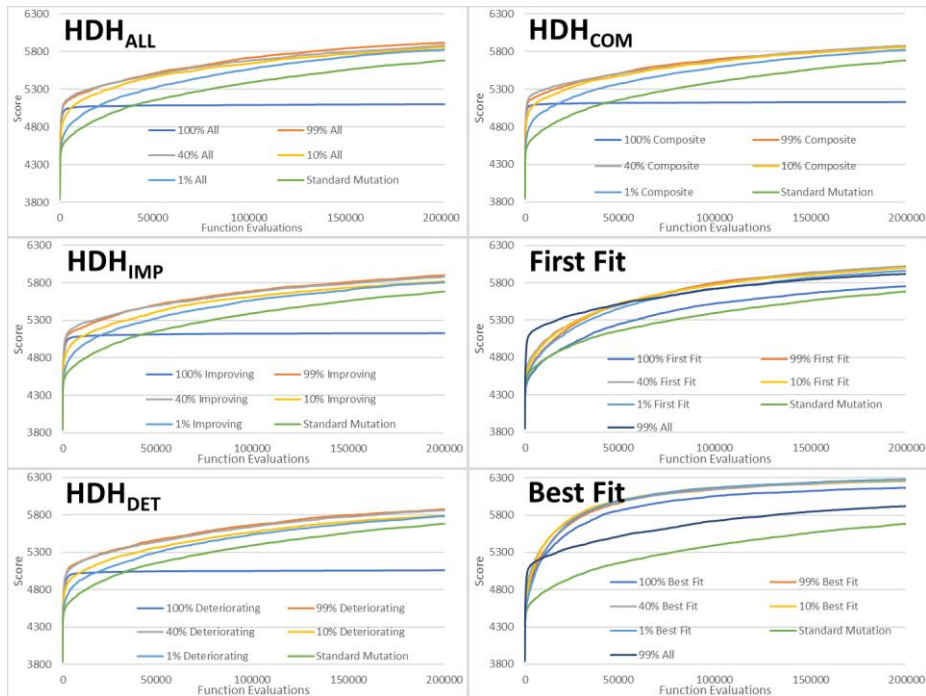 HDH_ALL
6300
5800
5300
4800
4300
3800
Score
100% All
99% All
40% All
10% All
1% All
Standard Mutation
0
50000
100000
150000
200000
Function Evaluations
HDH_COM
6300
5800
5300
4800
4300
3800
Score
100% Composite
99% Composite
40% Composite
10% Composite
1% Composite
Standard Mutation
0
50000
100000
150000
200000
Function Evaluations
HDH_IMP
6300
5800
5300
4800
4300
3800
Score
100% Improving
99% Improving
40% Improving
10% Improving
1% Improving
Standard Mutation
0
50000
100000
150000
200000
Function Evaluations
First Fit
6300
5800
5300
4800
4300
3800
Score
100% First Fit
99% First Fit
40% First Fit
10% First Fit
1% First Fit
Standard Mutation
99% All
0
50000
100000
150000
200000
Function Evaluations
HDH_DET
6300
5800
5300
4800
4300
3800
Score
100% Deteriorating
99% Deteriorating
40% Deteriorating
10% Deteriorating
1% Deteriorating
Standard Mutation
0
50000
100000
150000
200000
Function Evaluations
Best Fit
6300
5800
5300
4800
4300
3800
Score
100% Best Fit
99% Best Fit
40% Best Fit
10% Best Fit
1% Best Fit
Standard Mutation
99% All
0
50000
100000
150000
200000
Function Evaluations